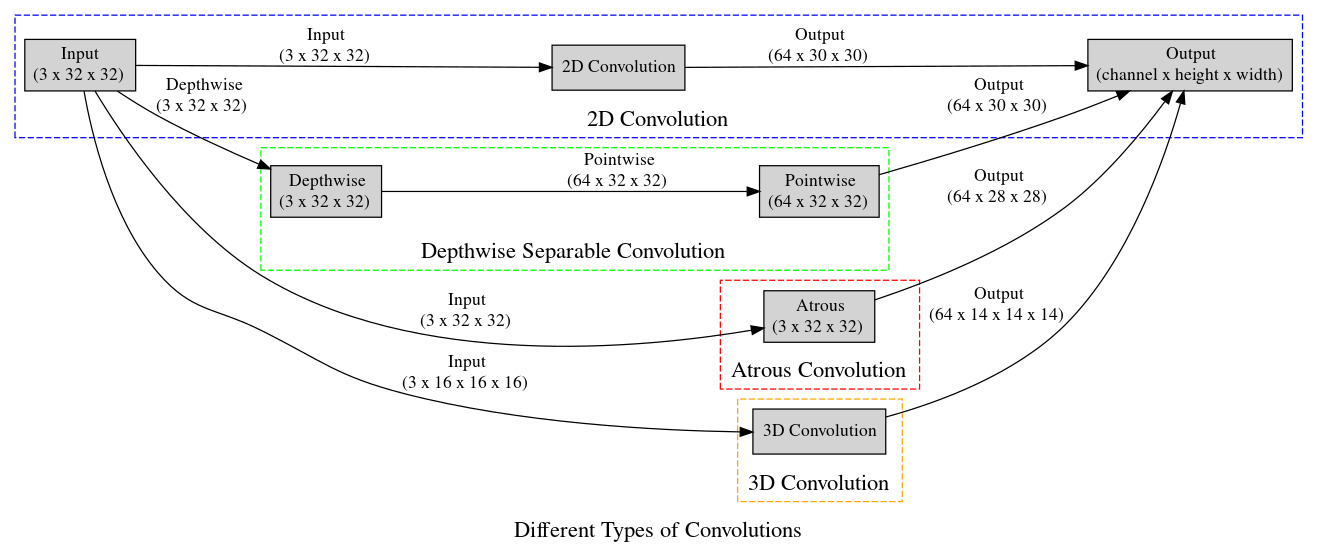 Input
(3 x 32 x 32)
Input
(3 x 32 x 32)
2D Convolution
Output
(64 x 30 x 30)
Output
(channel x height x width)
Depthwise
(3 x 32 x 32)
Output
(64 x 30 x 30)
2D Convolution
Depthwise
(3 x 32 x 32)
Pointwise
(64 x 32 x 32)
Pointwise
(64 x 32 x 32)
Output
(64 x 28 x 28)
Depthwise Separable Convolution
Input
(3 x 32 x 32)
Atrous
(3 x 32 x 32)
Output
(64 x 14 x 14 x 14)
Atrous Convolution
Input
(3 x 16 x 16 x 16)
3D Convolution
3D Convolution
Different Types of Convolutions